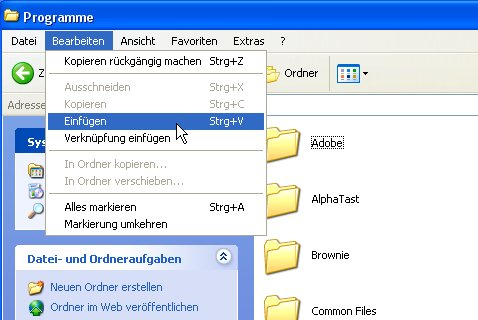 Programme
Datei Bearbeiten Ansicht Favoriten Extras ?
Kopieren rückgängig machen Strg+Z
Ordner
Ausschneiden Strg+X
Kopieren Strg+C
Einfügen Strg+V
Verknüpfung einfügen
In Ordner kopieren...
In Ordner verschieben...
Alles markieren Strg+A
Markierung umkehren
Adresse
Sys
Datei- und Ordneraufgaben
Neuen Ordner erstellen
Ordner im Web veröffentlichen
Adobe
AlphaTast
Brownie
Common Files